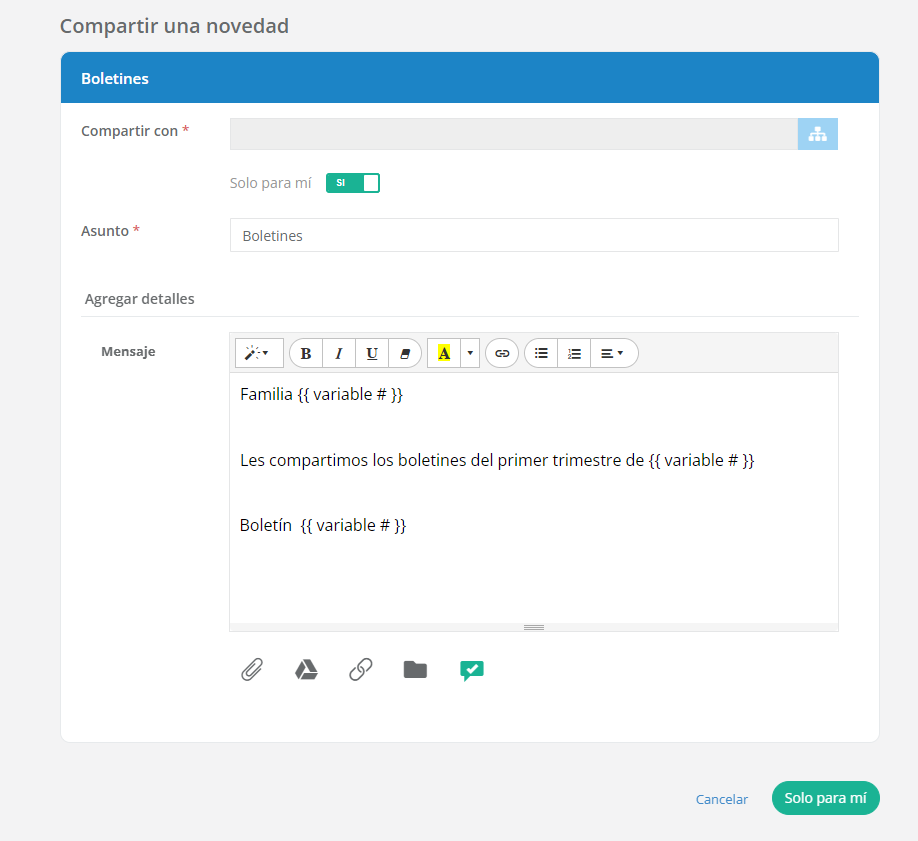 Compartir una novedad
Boletines
Compartir con *
Solo para mí SI
Asunto * Boletines
Agregar detalles
Mensaje
B I U A
Familia {{ variable # }}
Les compartimos los boletines del primer trimestre de {{ variable # }}
Boletín  {{ variable # }}
Cancelar Solo para mí